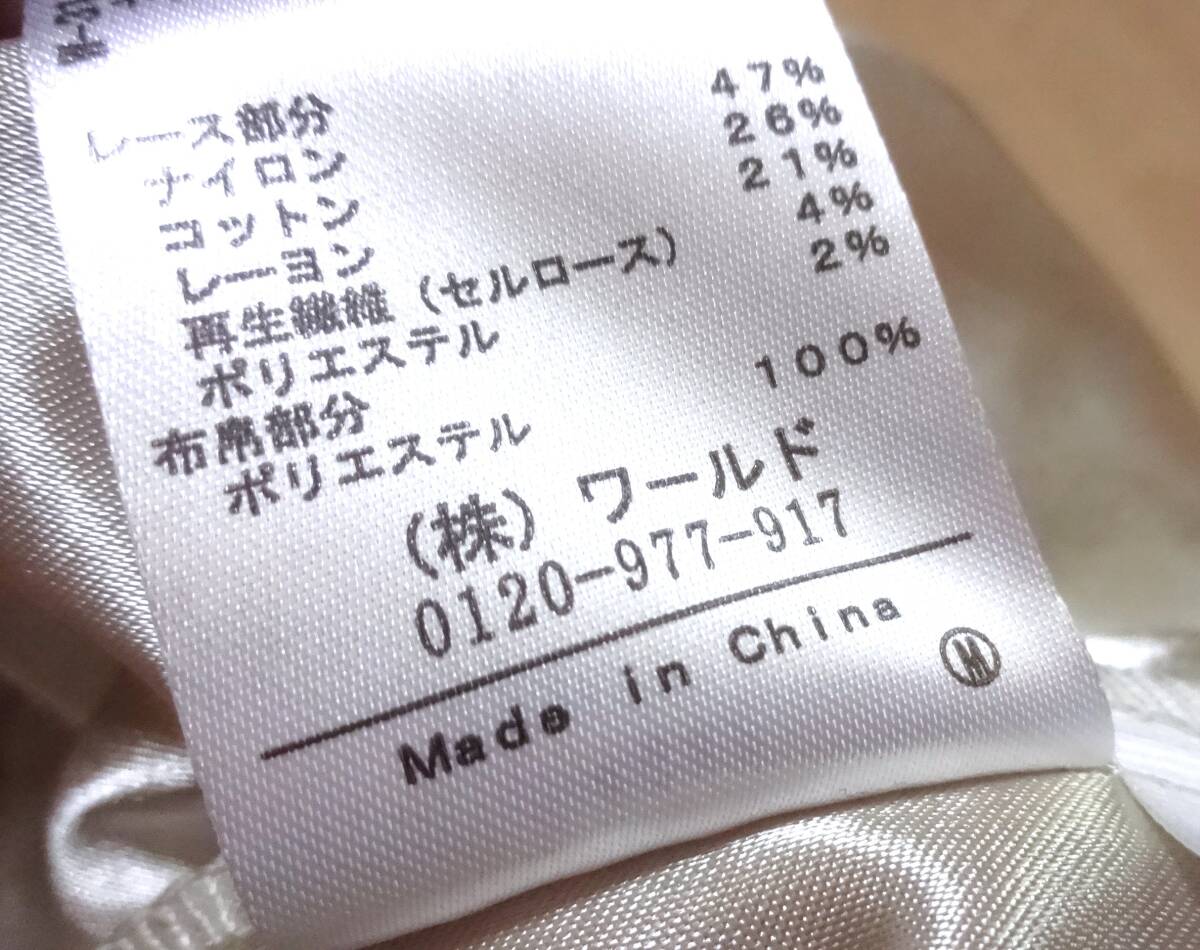 レース部分
ナイロン 47%
コットン 26%
レーヨン 21%
再生繊維(セルロース) 4%
ポリエステル 2%
布帛部分
ポリエステル 100%
(株)ワールド
0120-977-917
Made in China
M